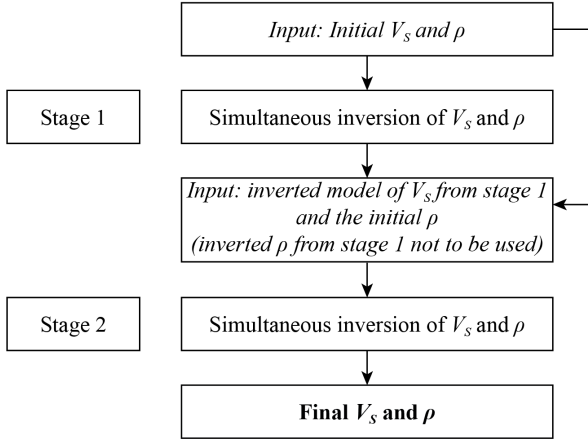 Input: Initial V_S and ρ
Stage 1
Simultaneous inversion of V_S and ρ
Input: inverted model of V_S from stage 1
and the initial ρ
(inverted ρ from stage 1 not to be used)
Stage 2
Simultaneous inversion of V_S and ρ
Final V_S and ρ